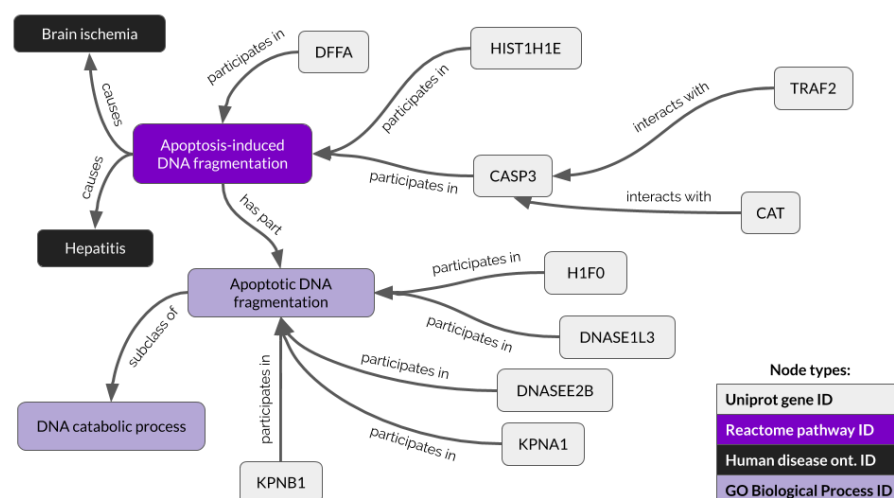 Brain ischemia
participates in
DFFA
HIST1H1E
participates in
TRAF2
causes
interacts with
Apoptosis-induced
DNA fragmentation
causes
participates in
CASP3
interacts with
CAT
has part
Hepatitis
participates in
H1F0
Apoptotic DNA
fragmentation
subclass of
participates in
DNASE1L3
participates in
participates in
DNASEE2B
Node types:
Uniprot gene ID
DNA catabolic process
participates in
KPNA1
Reactome pathway ID
Human disease ont. ID
KPNB1
GO Biological Process ID